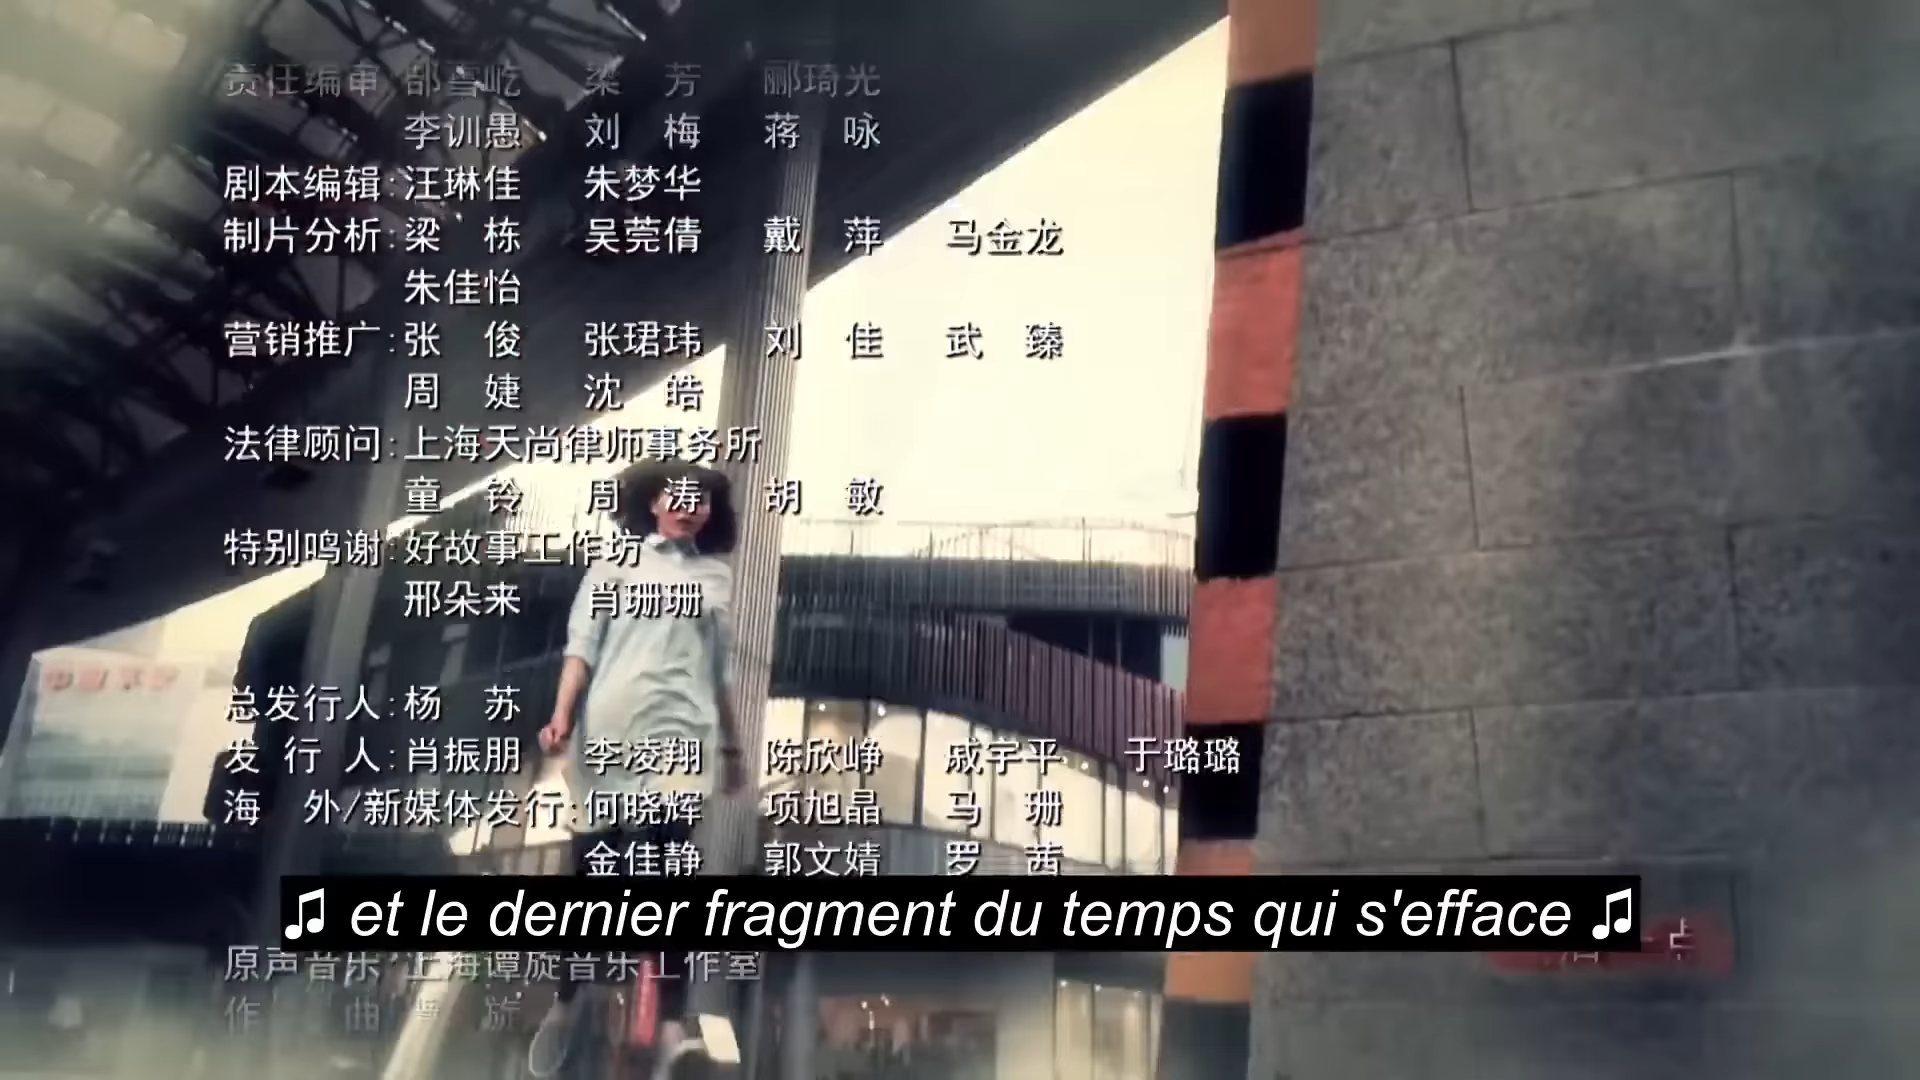 责任编审 邵雪屹 梁 芳 郦琦光
李训愚 刘 梅 蒋 咏
剧本编辑:汪琳佳 朱梦华
制片分析:梁 栋 吴莞倩 戴 萍 马金龙
朱佳怡
营销推广:张 俊 张珺玮 刘 佳 武 臻
周 婕 沈 皓
法律顾问:上海天尚律师事务所
童 铃 周 涛 胡 敏
特别鸣谢:好故事工作坊
邢朵来 肖珊珊
总发行人:杨 苏
发 行 人:肖振朋 李凌翔 陈欣峥 戚宇平 于璐璐
海 外/新媒体发行:何晓辉 项旭晶 马 珊
金佳静 郭文婧 罗 茜
♫ et le dernier fragment du temps qui s'efface ♫
原声音乐:上海谭旋音乐工作室
作 曲 谭 旋